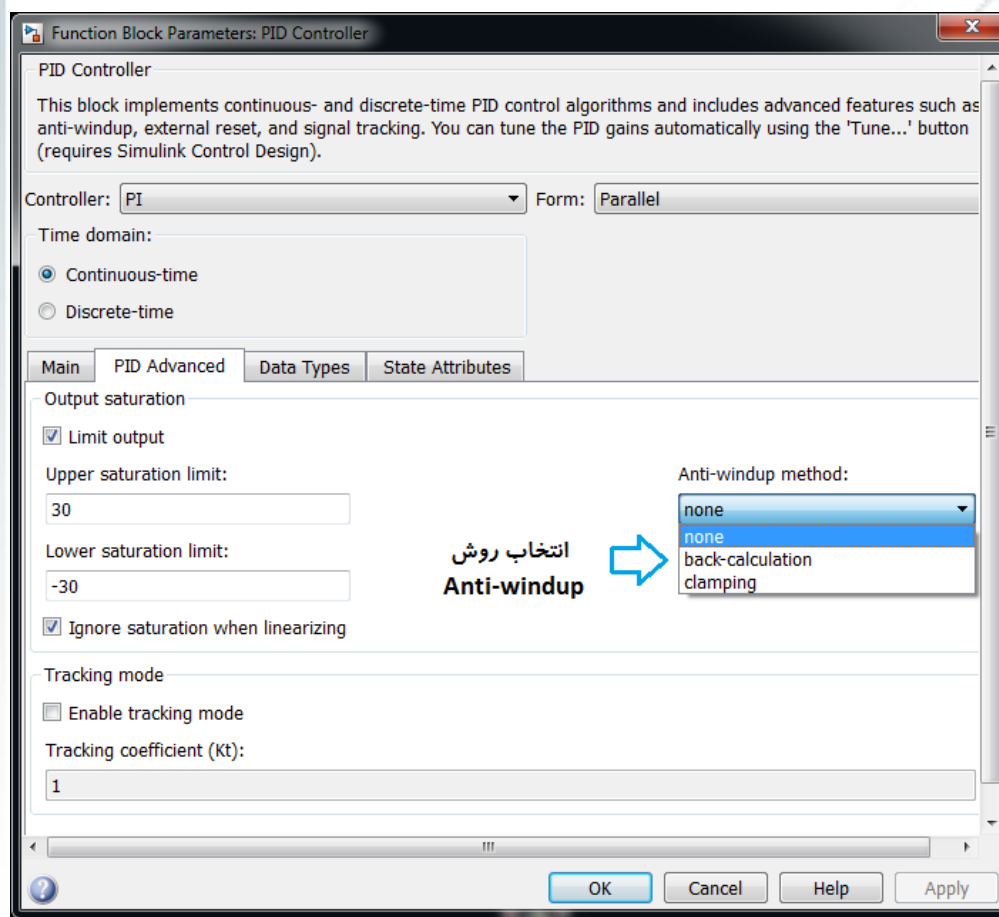 Function Block Parameters: PID Controller
PID Controller
This block implements continuous- and discrete-time PID control algorithms and includes advanced features such as
anti-windup, external reset, and signal tracking. You can tune the PID gains automatically using the 'Tune...' button
(requires Simulink Control Design).
Controller: PI
Form: Parallel
Time domain:
Continuous-time
Discrete-time
Main PID Advanced Data Types State Attributes
Output saturation
Limit output
Upper saturation limit:
30
Lower saturation limit:
-30
Ignore saturation when linearizing
Anti-windup method:
none
none
back-calculation
clamping
انتخاب روش
Anti-windup
Tracking mode
Enable tracking mode
Tracking coefficient (Kt):
1
OK Cancel Help Apply